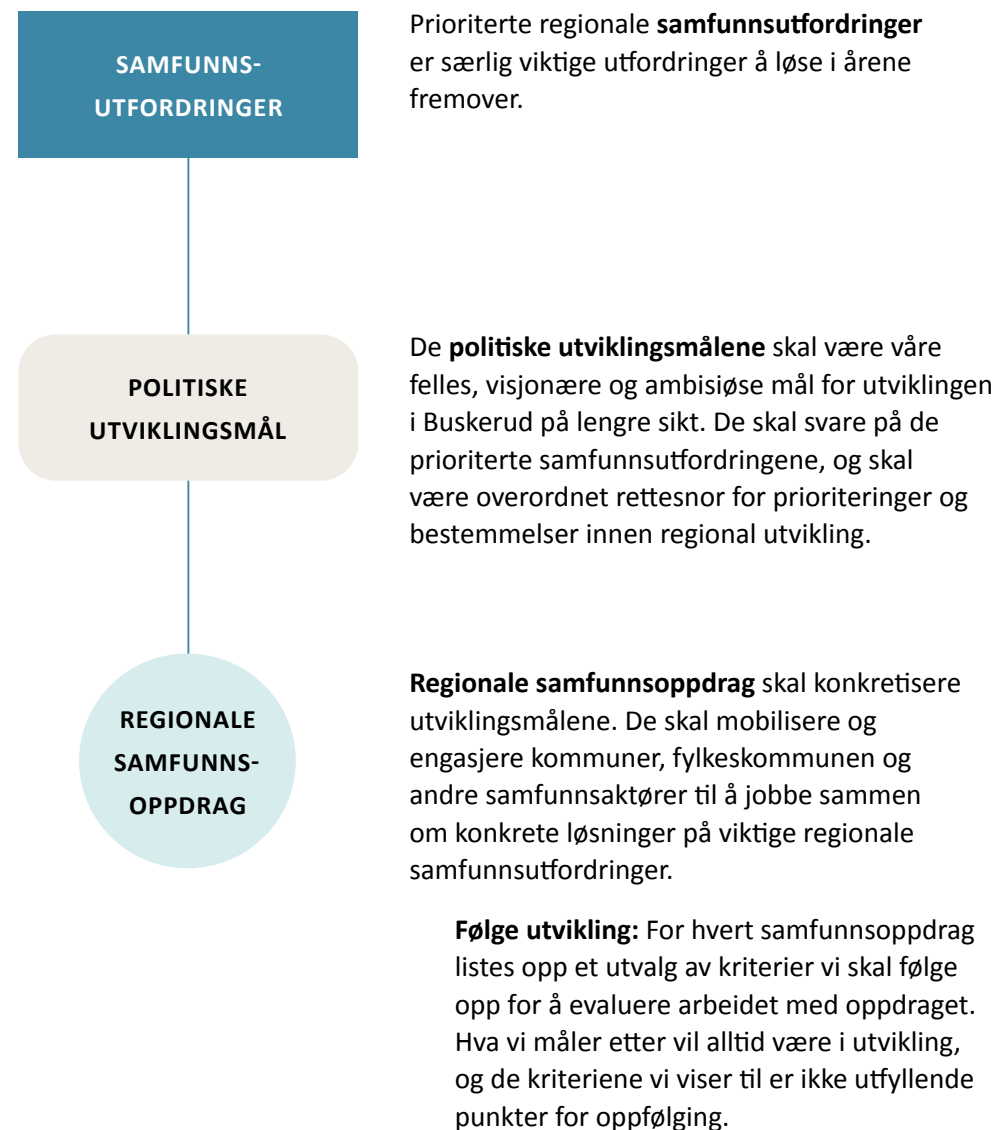 SAMFUNNS-
UTFORDRINGER
Prioriterte regionale samfunnsutfordringer
er særlig viktige utfordringer å løse i årene
fremover.
POLITISKE
UTVIKLINGSMÅL
De politiske utviklingsmålene skal være våre
felles, visjonære og ambisiøse mål for utviklingen
i Buskerud på lengre sikt. De skal svare på de
prioriterte samfunnsutfordringene, og skal
være overordnet rettesnor for prioriteringer og
bestemmelser innen regional utvikling.
REGIONALE
SAMFUNNS-
OPPDRAG
Regionale samfunnsoppdrag skal konkretisere
utviklingsmålene. De skal mobilisere og
engasjere kommuner, fylkeskommunen og
andre samfunnsaktører til å jobbe sammen
om konkrete løsninger på viktige regionale
samfunnsutfordringer.
Følge utvikling: For hvert samfunnsoppdrag
listes opp et utvalg av kriterier vi skal følge
opp for å evaluere arbeidet med oppdraget.
Hva vi måler etter vil alltid være i utvikling,
og de kriteriene vi viser til er ikke utfyllende
punkter for oppfølging.